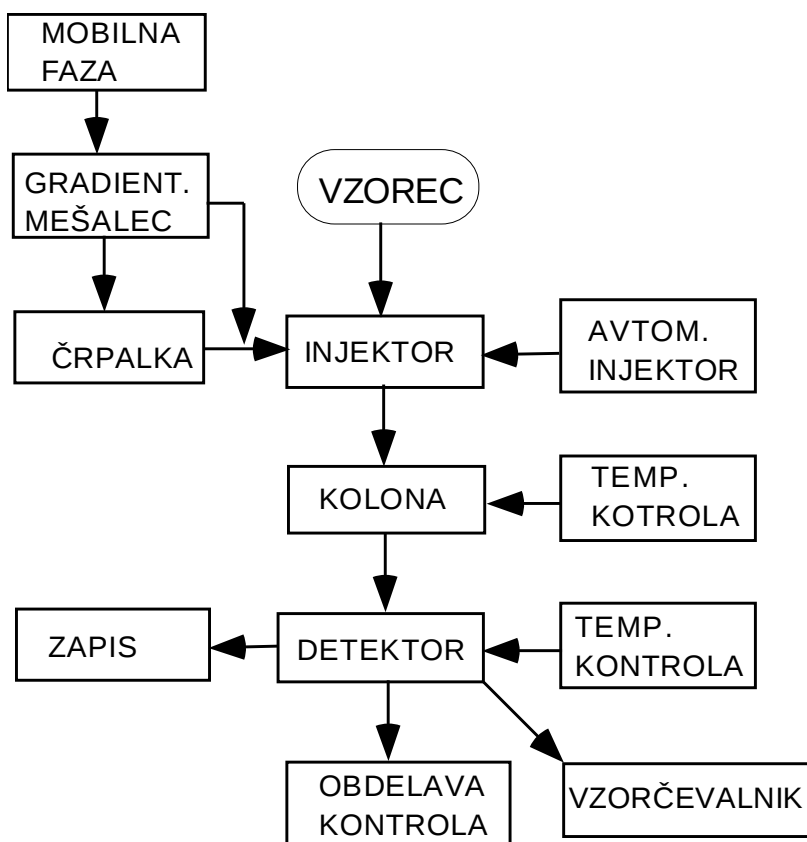 MOBILNA
FAZA
GRADIENT.
MEŠALEC
VZOREC
ČRPALKA
INJEKTOR
AVTOM.
INJEKTOR
KOLONA
TEMP.
KOTROLA
ZAPIS
DETEKTOR
TEMP.
KONTROLA
OBDELAVA
KONTROLA
VZORČEVALNIK